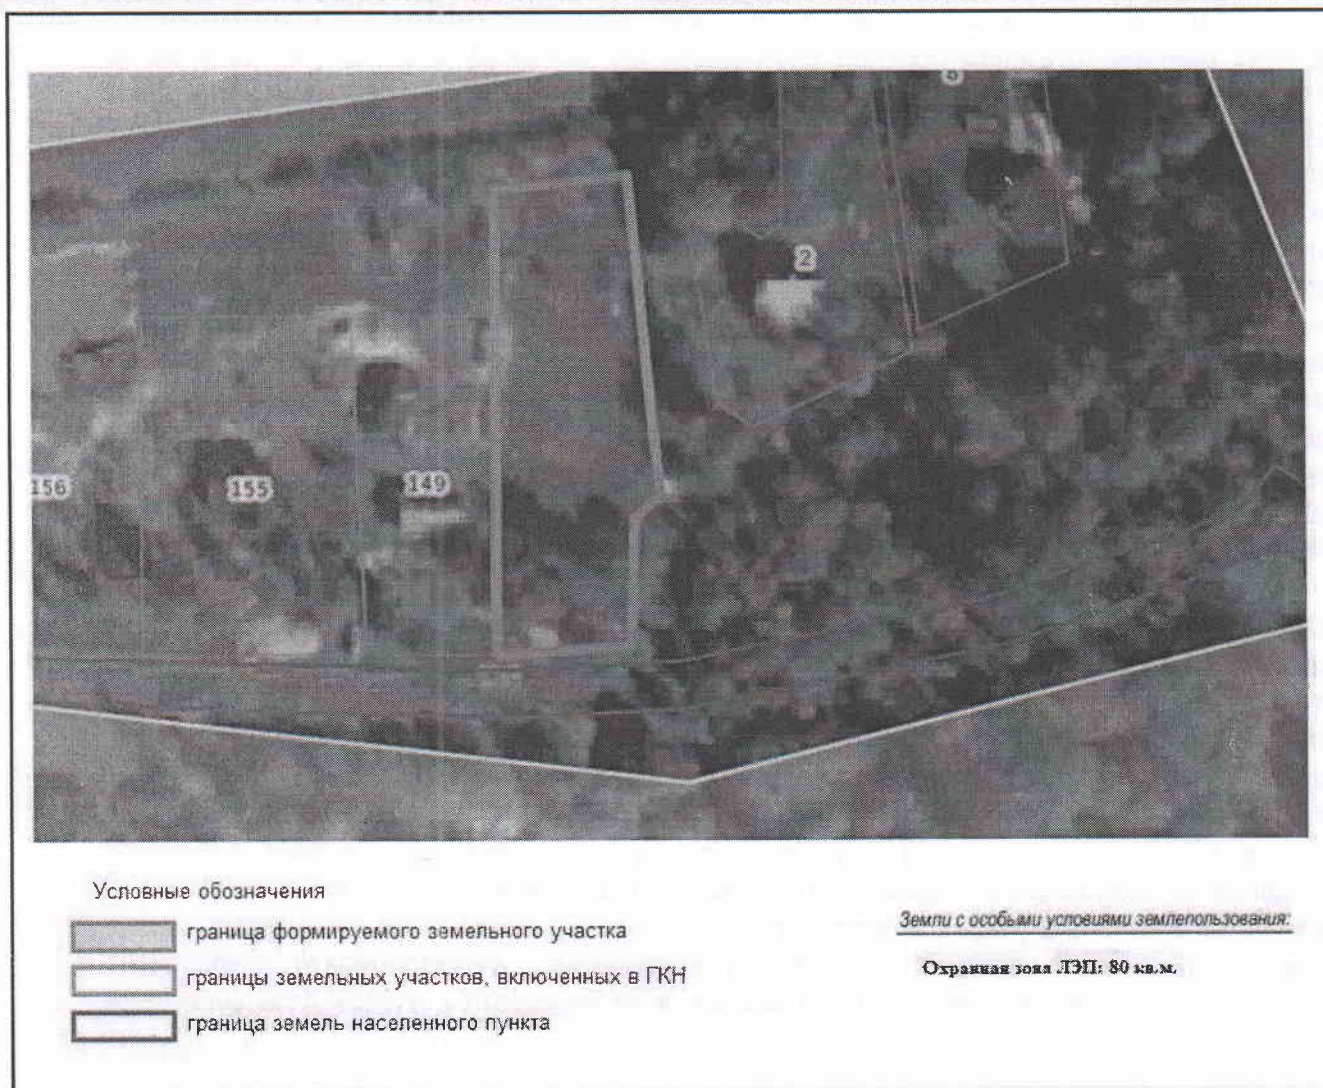 2
156
155
149
Условные обозначения
граница формируемого земельного участка
границы земельных участков, включенных в ГКН
граница земель населенного пункта
Земли с особыми условиями землепользования:
Охранная зона ЛЭП: 80 кв.м.